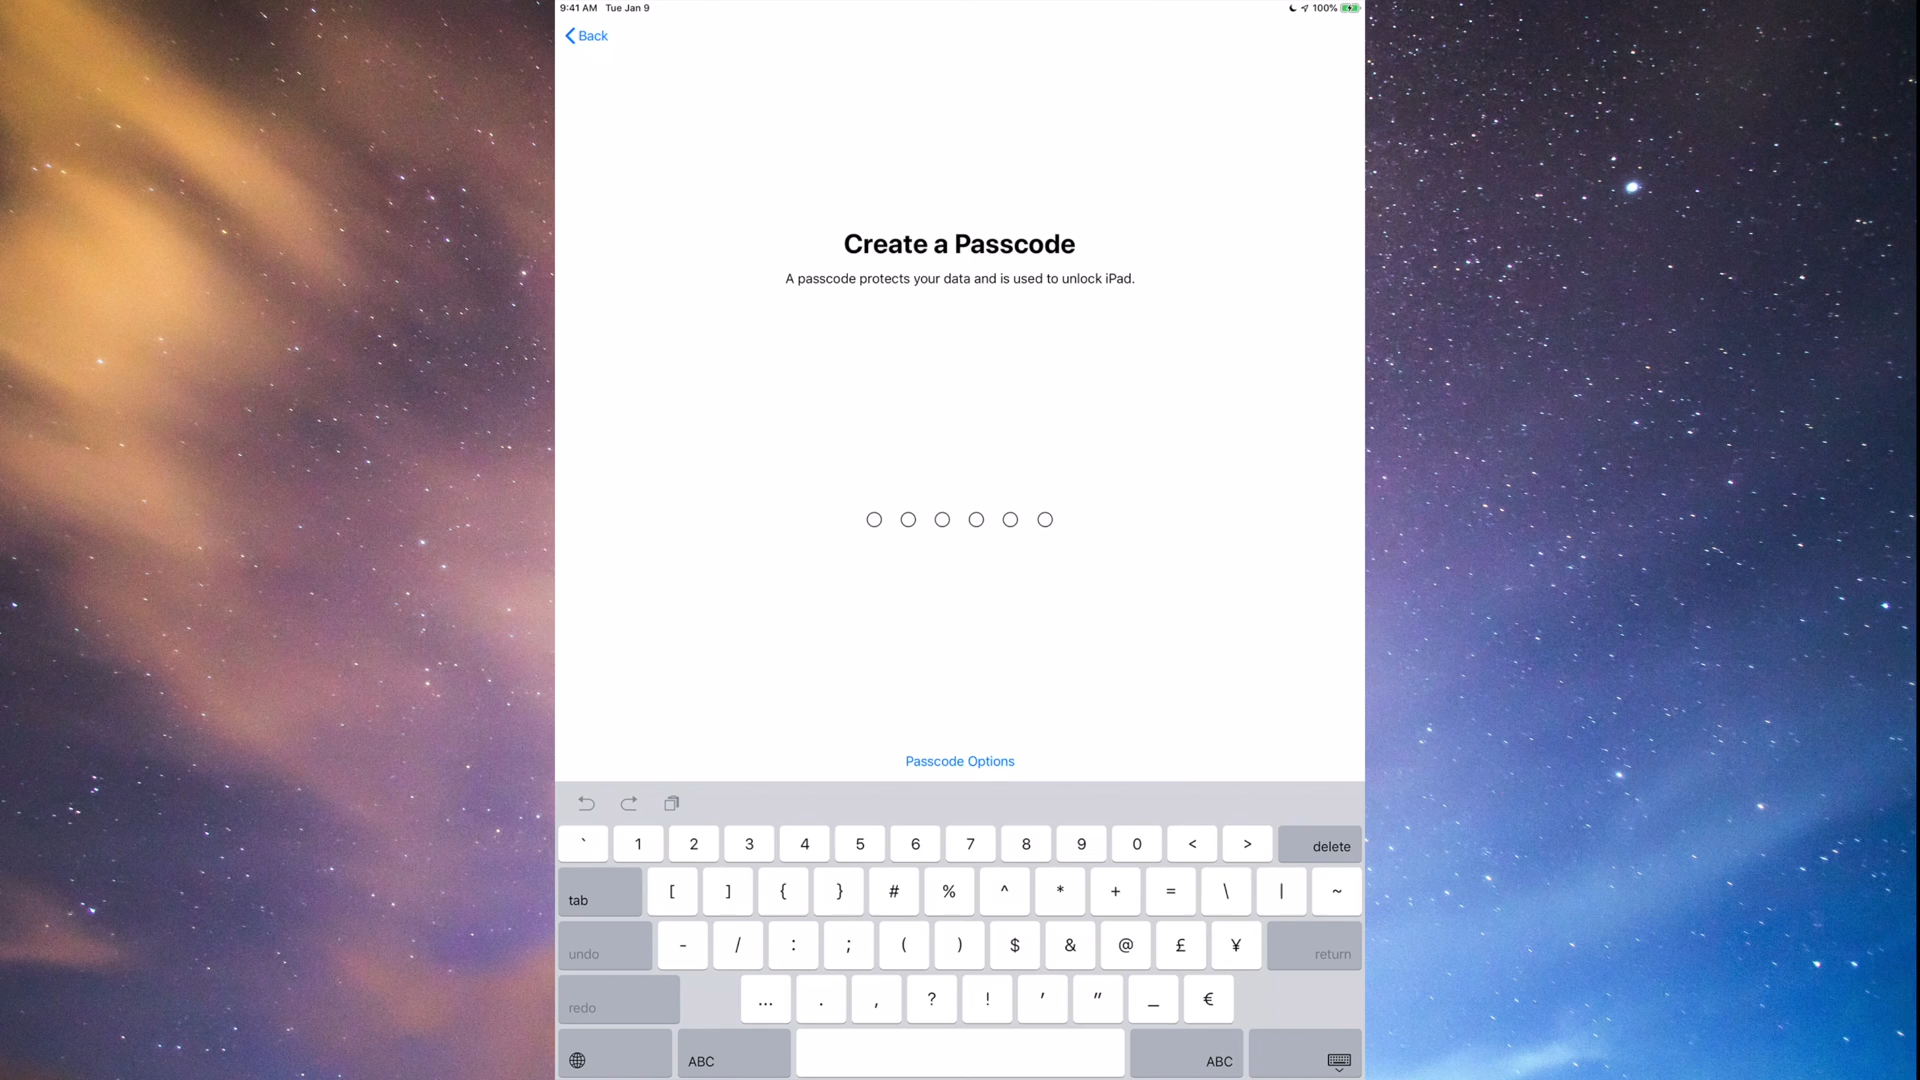 9:41 AM Tue Jan 9 100%
Back
Create a Passcode
A passcode protects your data and is used to unlock iPad.
Passcode Options
` 1 2 3 4 5 6 7 8 9 0 < > delete
tab [ ] { } # % ^ * + = \ | ~
undo - / : ; ( ) $ & @ £ ¥ return
redo … . , ? ! ' " _ €
ABC ABC